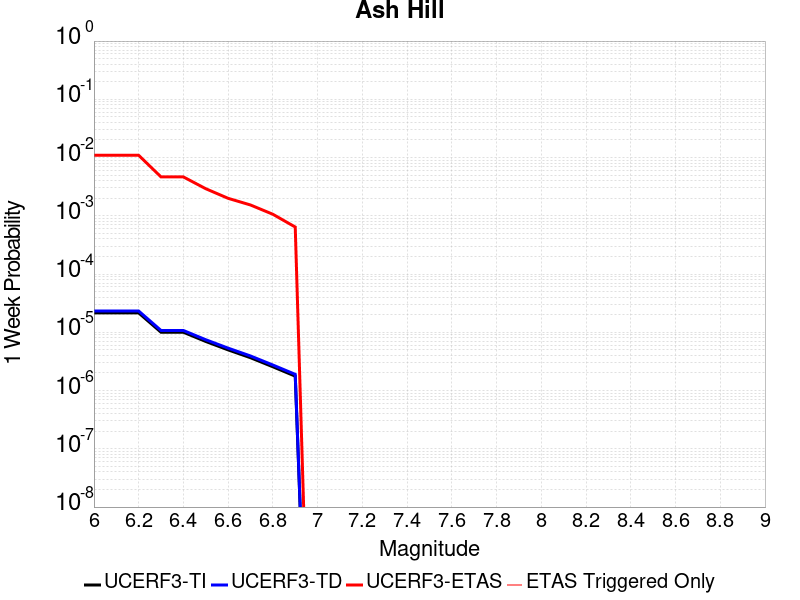 Ash Hill
10^0
10^-1
10^-2
10^-3
10^-4
10^-5
10^-6
10^-7
10^-8
1 Week Probability
6 6.2 6.4 6.6 6.8 7 7.2 7.4 7.6 7.8 8 8.2 8.4 8.6 8.8 9
Magnitude
UCERF3-TI UCERF3-TD UCERF3-ETAS ETAS Triggered Only